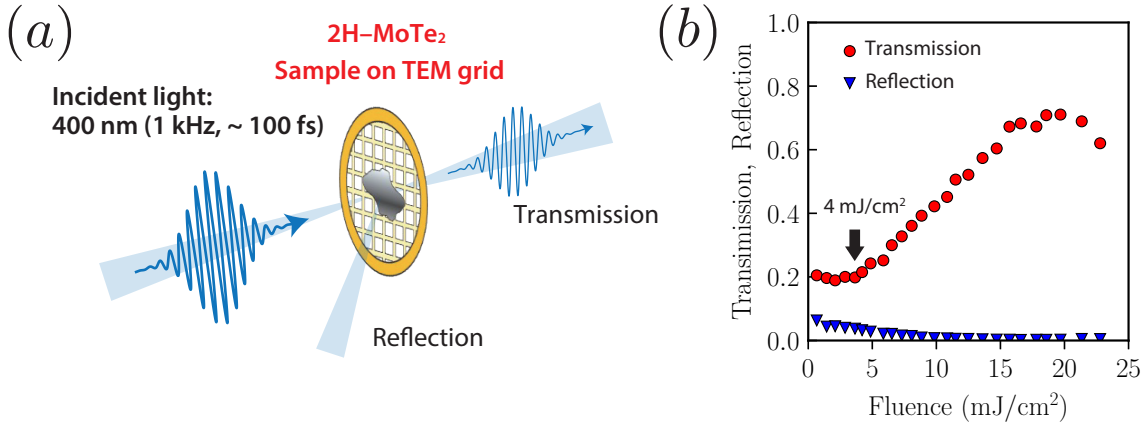 (a)
2H–MoTe₂
Sample on TEM grid
Incident light:
400 nm (1 kHz, ~ 100 fs)
Transmission
Reflection
(b)
Transimission, Reflection
1.0
0.8
0.6
0.4
0.2
0.0
Transmission
Reflection
4 mJ/cm²
0 5 10 15 20 25
Fluence (mJ/cm²)